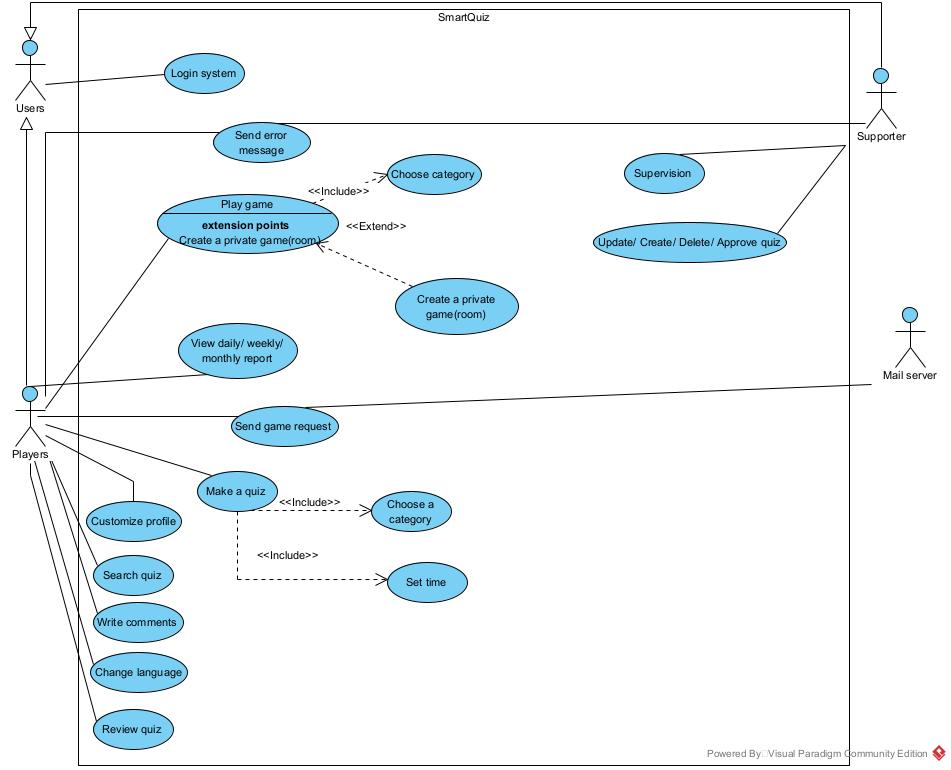 SmartQuiz
Users
Login system
Supporter
Send error
message
Choose category
Supervision
<<Include>>
Play game
extension points
Create a private game(room)
<<Extend>>
Update/ Create/ Delete/ Approve quiz
Create a private
game(room)
View daily/ weekly/
monthly report
Mail server
Send game request
Players
Make a quiz
<<Include>>
Choose a
category
Customize profile
<<Include>>
Search quiz
Set time
Write comments
Change language
Review quiz
Powered By Visual Paradigm Community Edition